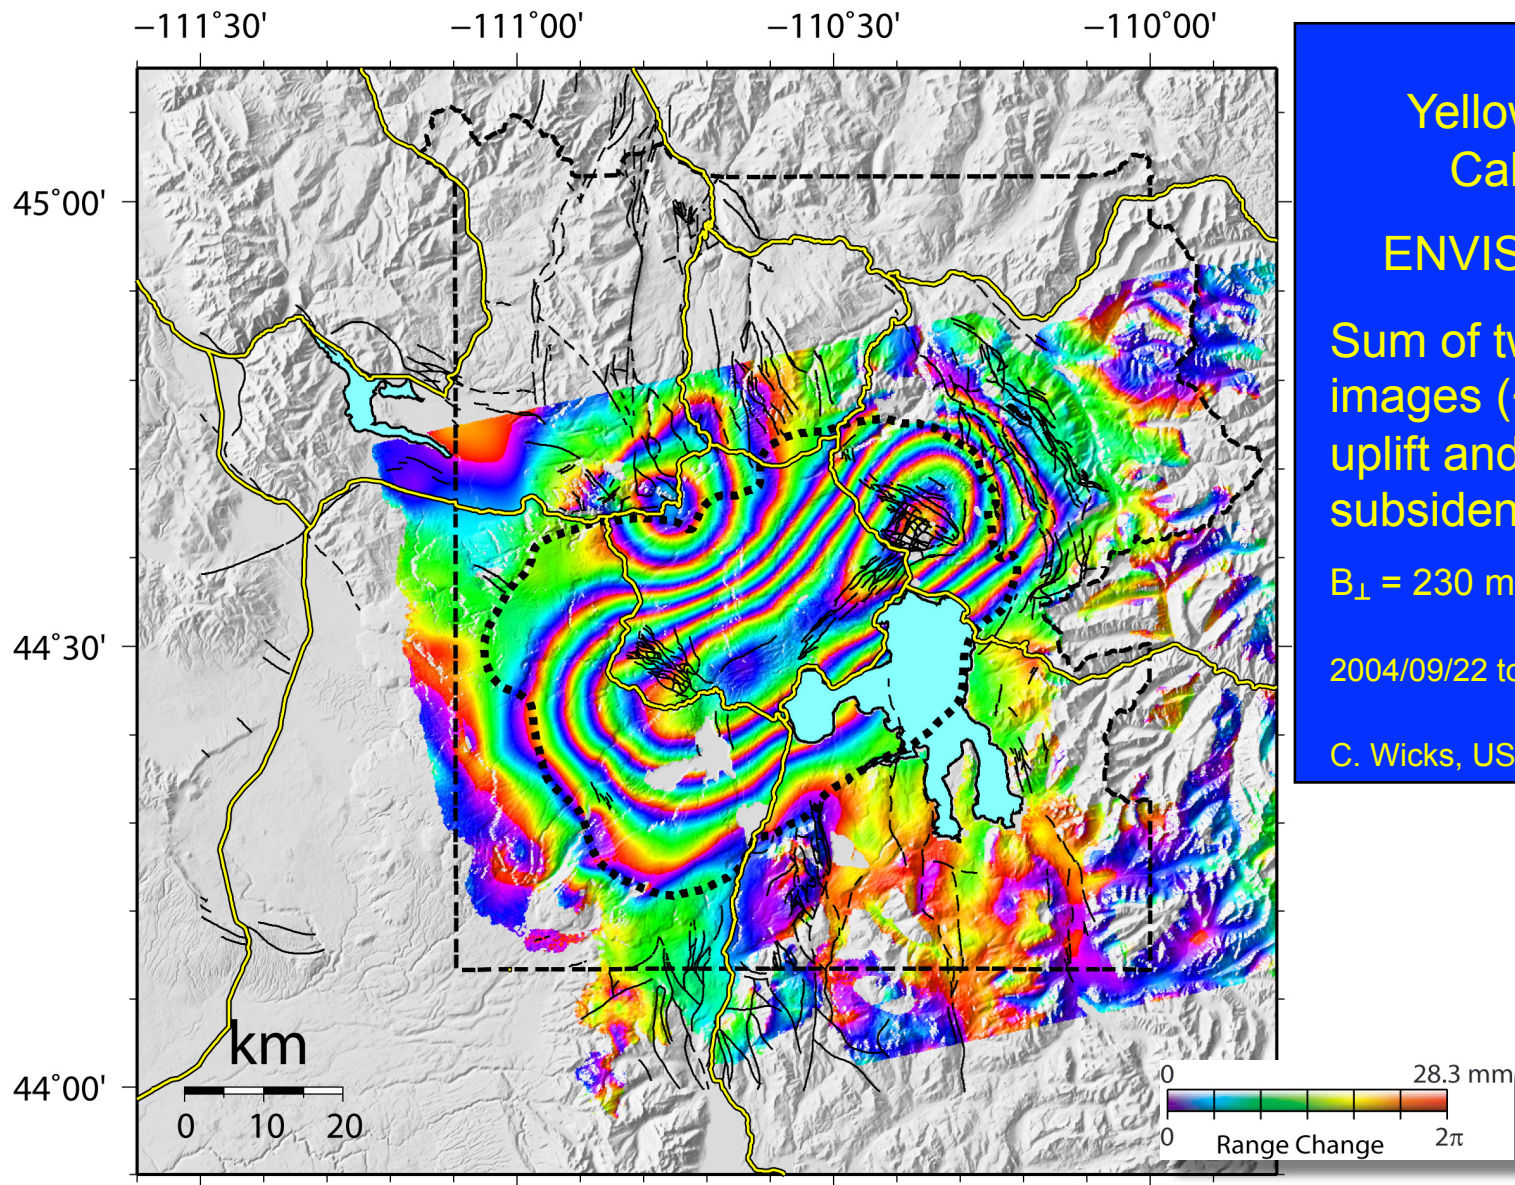 −111˚30' −111˚00' −110˚30' −110˚00'
45˚00'
44˚30'
44˚00'
km
0 10 20
Yellow
Cal
ENVIS
Sum of tw
images (
uplift and
subsiden
B⊥ = 230 m
2004/09/22 to
C. Wicks, US
0 28.3 mm
0 Range Change 2π